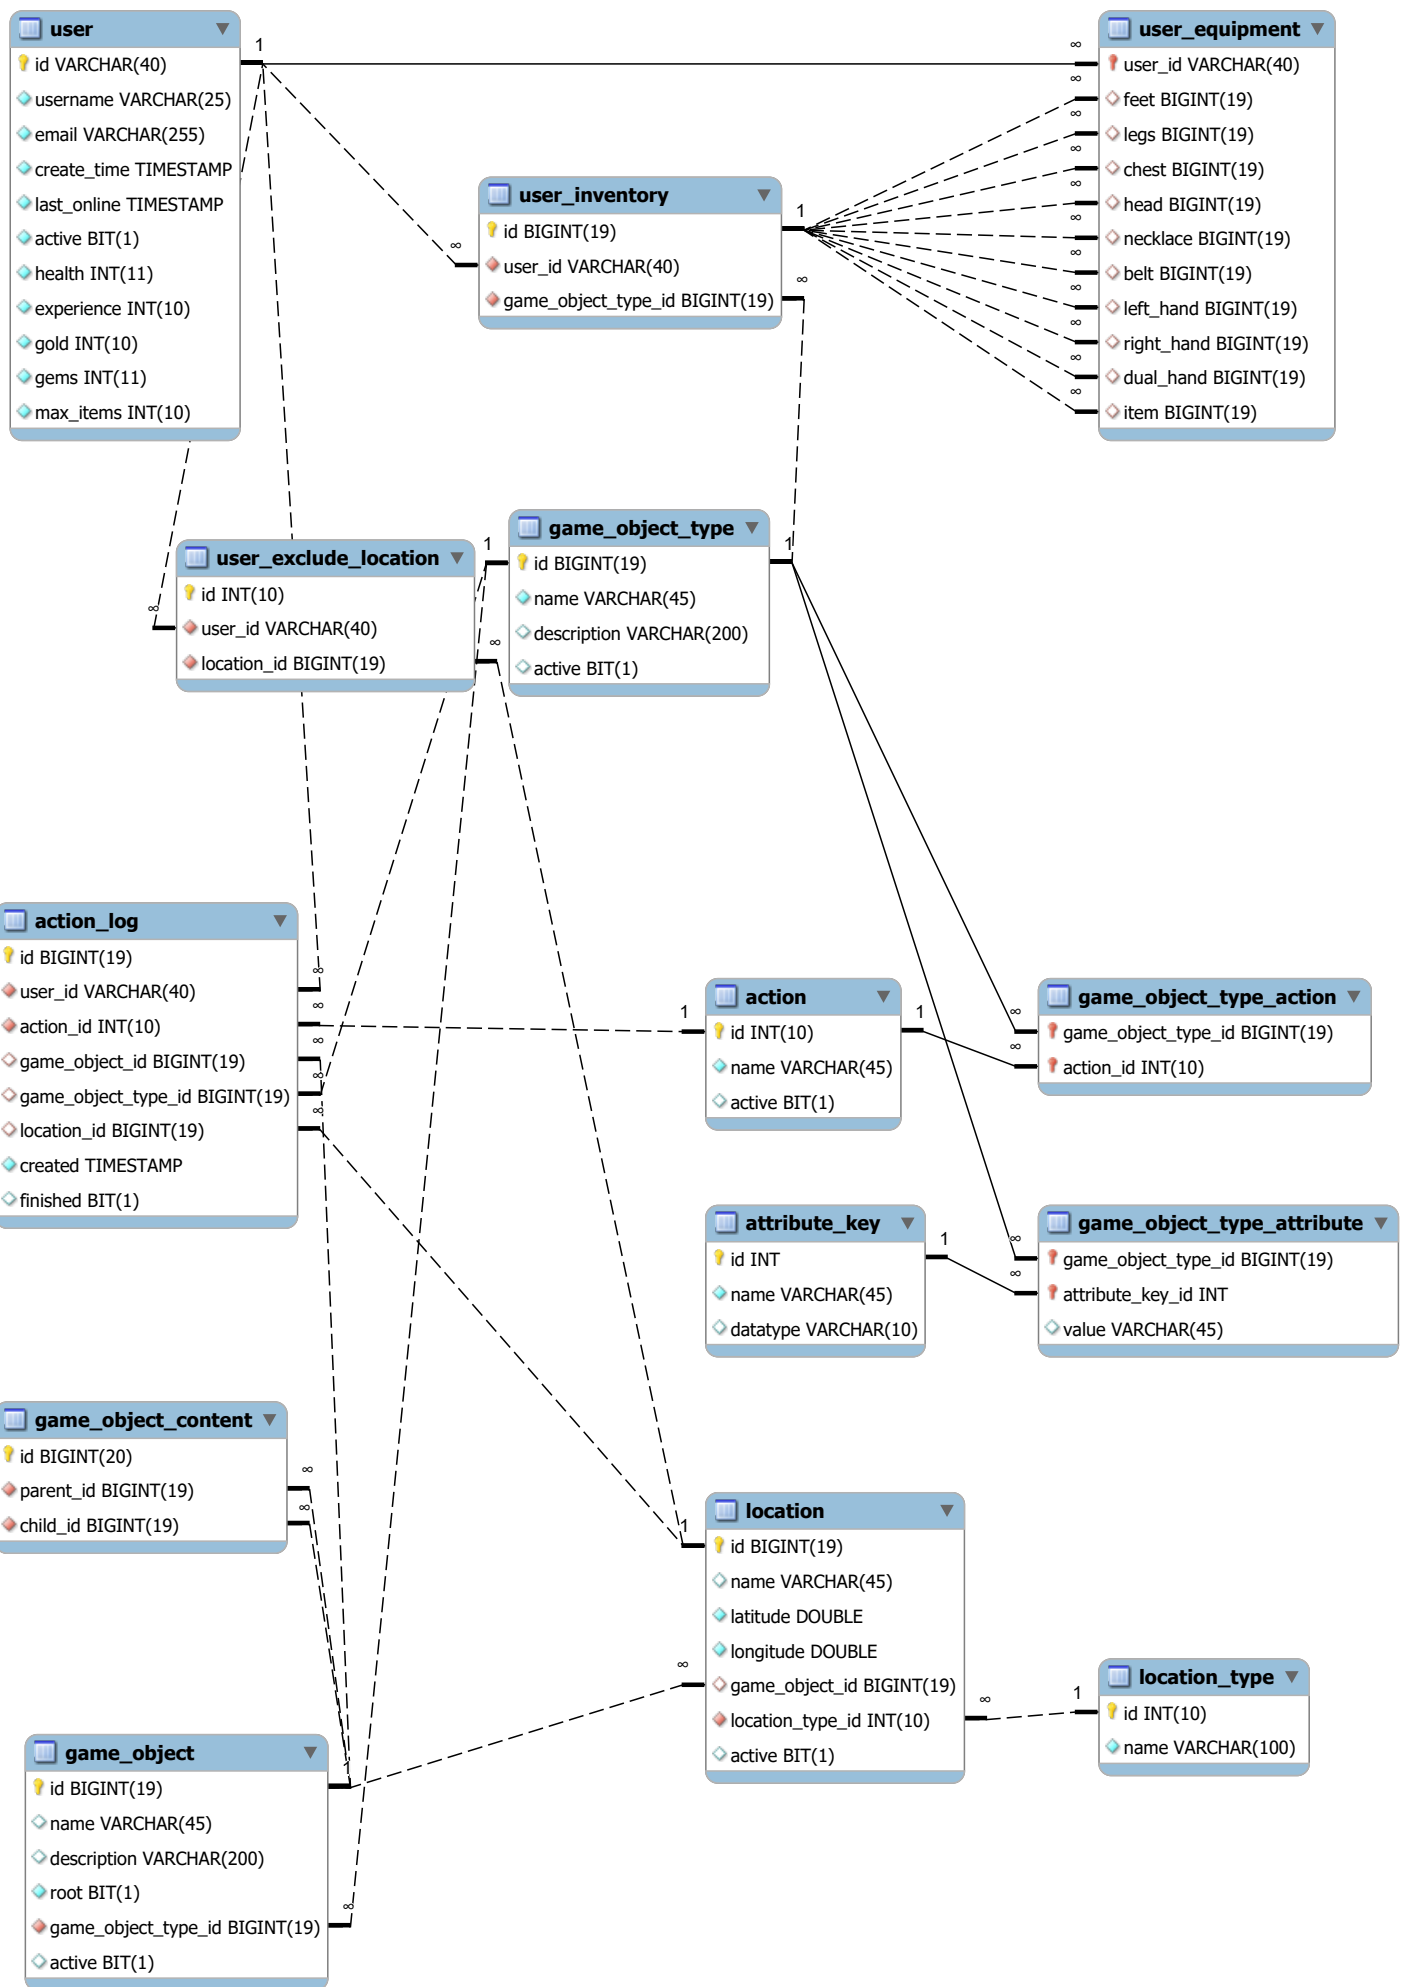 user
id VARCHAR(40)
username VARCHAR(25)
email VARCHAR(255)
create_time TIMESTAMP
last_online TIMESTAMP
active BIT(1)
health INT(11)
experience INT(10)
gold INT(10)
gems INT(11)
max_items INT(10)
1
∞
user_equipment
user_id VARCHAR(40)
∞
feet BIGINT(19)
∞
legs BIGINT(19)
∞
chest BIGINT(19)
∞
head BIGINT(19)
∞
necklace BIGINT(19)
∞
belt BIGINT(19)
∞
left_hand BIGINT(19)
∞
right_hand BIGINT(19)
∞
dual_hand BIGINT(19)
∞
item BIGINT(19)
user_inventory
id BIGINT(19)
1
∞
user_id VARCHAR(40)
game_object_type_id BIGINT(19)
∞
user_exclude_location
id INT(10)
∞
user_id VARCHAR(40)
location_id BIGINT(19)
∞
game_object_type
1
id BIGINT(19)
1
name VARCHAR(45)
description VARCHAR(200)
active BIT(1)
action_log
id BIGINT(19)
user_id VARCHAR(40)
∞
action_id INT(10)
∞
game_object_id BIGINT(19)
∞
game_object_type_id BIGINT(19)
∞
location_id BIGINT(19)
∞
created TIMESTAMP
finished BIT(1)
action
1
id INT(10)
1
name VARCHAR(45)
active BIT(1)
game_object_type_action
∞
game_object_type_id BIGINT(19)
∞
action_id INT(10)
attribute_key
id INT
1
name VARCHAR(45)
datatype VARCHAR(10)
game_object_type_attribute
∞
game_object_type_id BIGINT(19)
∞
attribute_key_id INT
value VARCHAR(45)
game_object_content
id BIGINT(20)
parent_id BIGINT(19)
∞
child_id BIGINT(19)
∞
location
1
id BIGINT(19)
name VARCHAR(45)
latitude DOUBLE
longitude DOUBLE
∞
game_object_id BIGINT(19)
location_type_id INT(10)
∞
active BIT(1)
location_type
1
id INT(10)
name VARCHAR(100)
game_object
id BIGINT(19)
1
name VARCHAR(45)
description VARCHAR(200)
root BIT(1)
game_object_type_id BIGINT(19)
∞
active BIT(1)